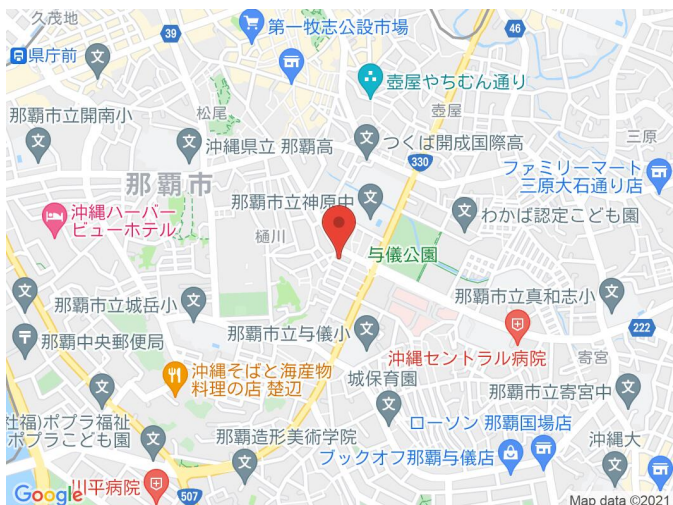 久茂地
39
第一牧志公設市場
46
県庁前
壺屋やちむん通り
那覇市立開南小
松尾
壺屋
沖縄県立 那覇高
つくば開成国際高
三原
330
ファミリーマート
三原大石通り店
那覇市
那覇市立神原中
沖縄ハーバー
ビューホテル
わかば認定こども園
樋川
与儀公園
那覇市立城岳小
那覇市立真和志小
那覇中央郵便局
那覇市立与儀小
222
沖縄セントラル病院
寄宮
沖縄そばと海産物
料理の店 楚辺
城保育園
那覇市立寄宮中
社福)ポプラ福祉
ポプラこども園
ローソン 那覇国場店
那覇造形美術学院
沖縄大
ブックオフ那覇与儀店
川平病院
Google
507
Map data ©2021